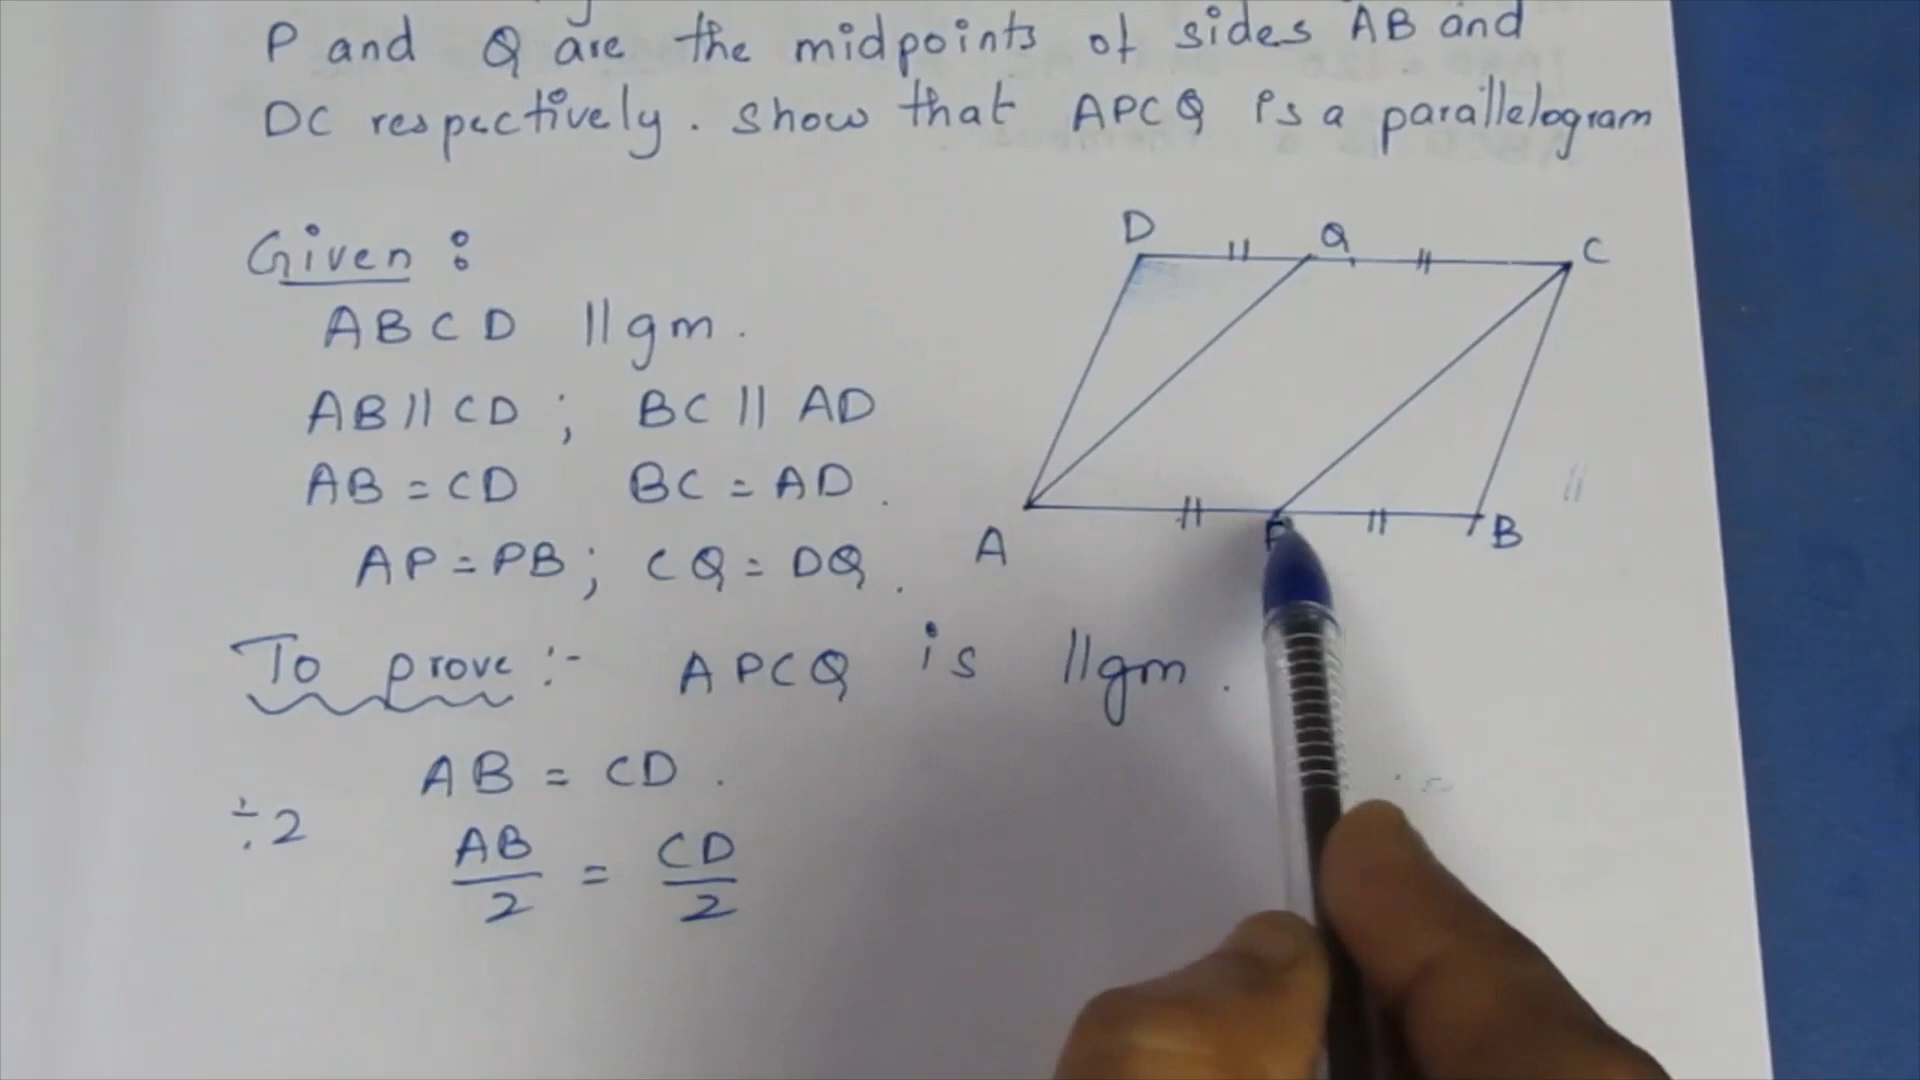 P and Q are the midpoints of sides AB and
DC respectively. Show that APCQ is a parallelogram
Given :
ABCD ||gm.
AB || CD ; BC || AD
AB = CD BC = AD.
AP = PB ; CQ = DQ.
To prove :- APCQ is ||gm.
AB = CD.
÷2 AB/2 = CD/2
D Q C
A P B